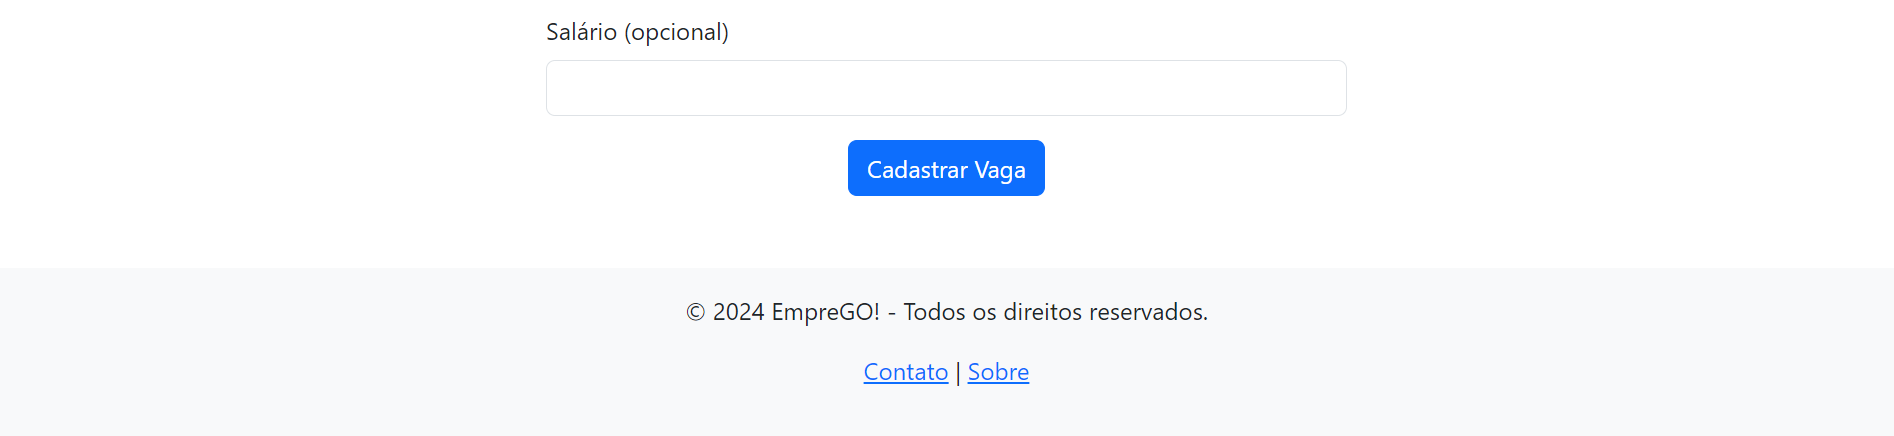 Salário (opcional)
Cadastrar Vaga
© 2024 EmpreGO! - Todos os direitos reservados.
Contato | Sobre